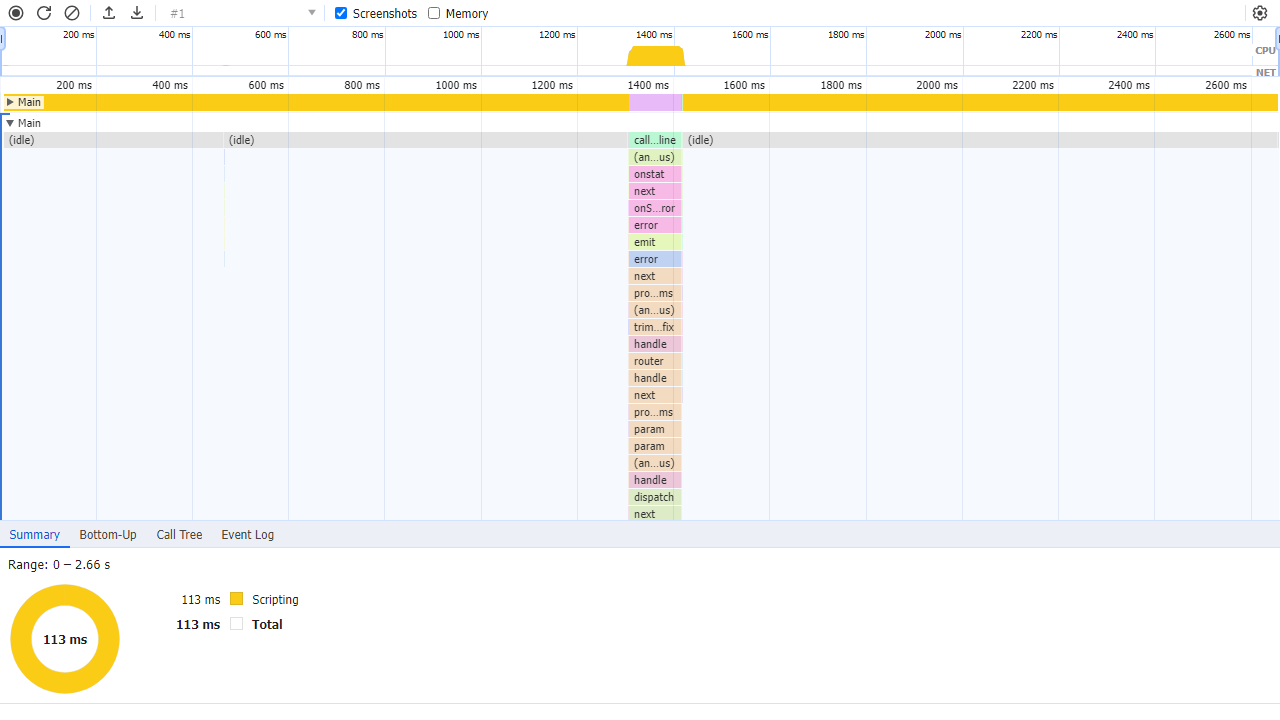 #1 Screenshots Memory
200 ms 400 ms 600 ms 800 ms 1000 ms 1200 ms 1400 ms 1600 ms 1800 ms 2000 ms 2200 ms 2400 ms 2600 ms
CPU
NET
200 ms 400 ms 600 ms 800 ms 1000 ms 1200 ms 1400 ms 1600 ms 1800 ms 2000 ms 2200 ms 2400 ms 2600 ms
Main
Main
(idle) (idle) call...line (idle)
(an...us)
onstat
next
onS...ror
error
emit
error
next
pro...ms
(an...us)
trim...fix
handle
router
handle
next
pro...ms
param
param
(an...us)
handle
dispatch
next
Summary Bottom-Up Call Tree Event Log
Range: 0 – 2.66 s
113 ms Scripting
113 ms Total
113 ms